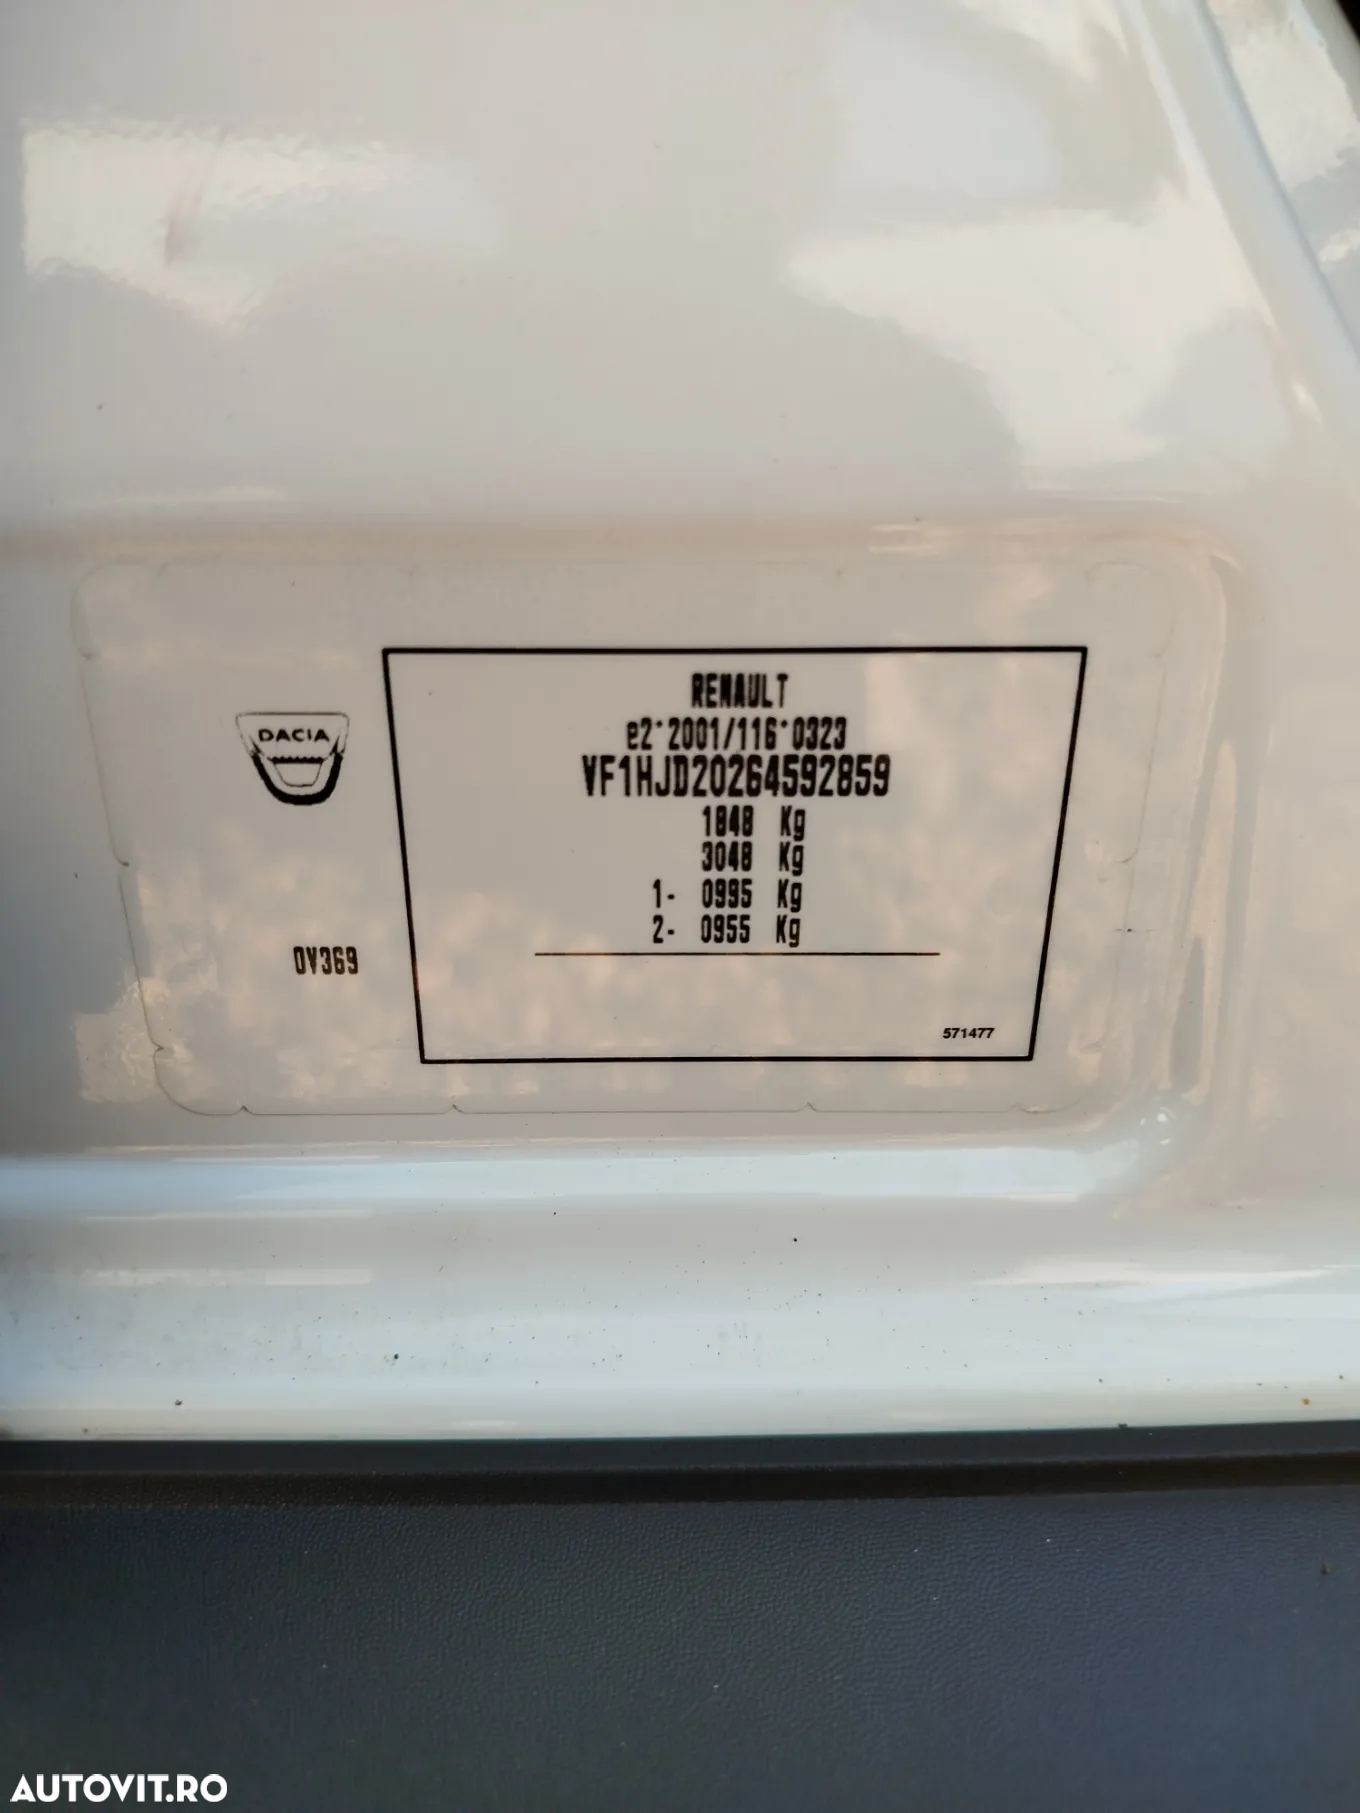 RENAULT
e2*2001/116*0323
VF1HJD20264592859
1848 Kg
3048 Kg
1- 0995 Kg
2- 0955 Kg
DACIA
0V369
571477
AUTOVIT.RO